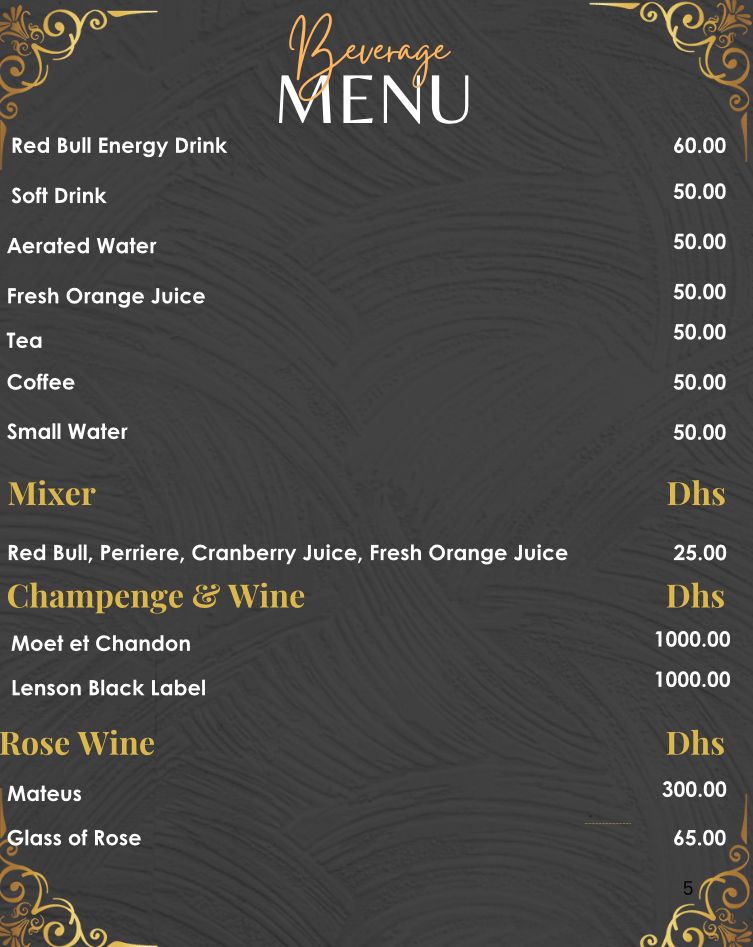 Beverage
MENU
Red Bull Energy Drink 60.00
Soft Drink 50.00
Aerated Water 50.00
Fresh Orange Juice 50.00
Tea 50.00
Coffee 50.00
Small Water 50.00
Mixer Dhs
Red Bull, Perriere, Cranberry Juice, Fresh Orange Juice 25.00
Champenge & Wine Dhs
Moet et Chandon 1000.00
Lenson Black Label 1000.00
Rose Wine Dhs
Mateus 300.00
Glass of Rose 65.00
5